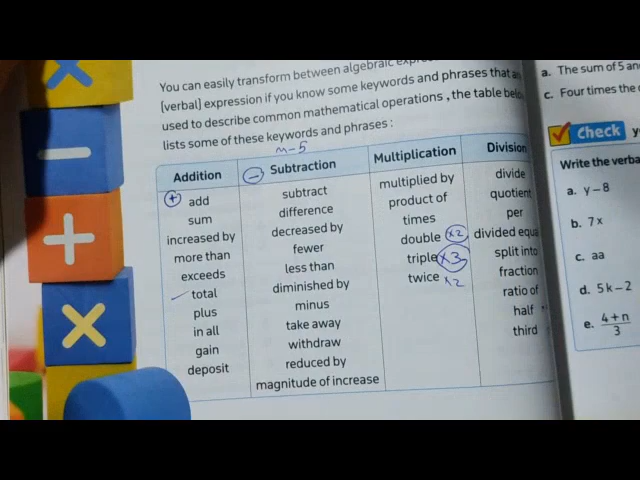 You can easily transform between algebraic
(verbal) expression if you know some keywords and phrases that
used to describe common mathematical operations , the table
lists some of these keywords and phrases :
m-5
Addition
+ add
sum
increased by
more than
exceeds
total
plus
in all
gain
deposit
- Subtraction
subtract
difference
decreased by
fewer
less than
diminished by
minus
take away
withdraw
reduced by
magnitude of increase
Multiplication
multiplied by
product of
times
double ×2
triple ×3
twice ×2
Division
divide
quotient
per
divided
split into
fraction
ratio of
half
third
a. The sum of 5
c. Four times the
Check
Write the
a. y – 8
b. 7x
c. aa
d. 5k – 2
e. 4 + n
3